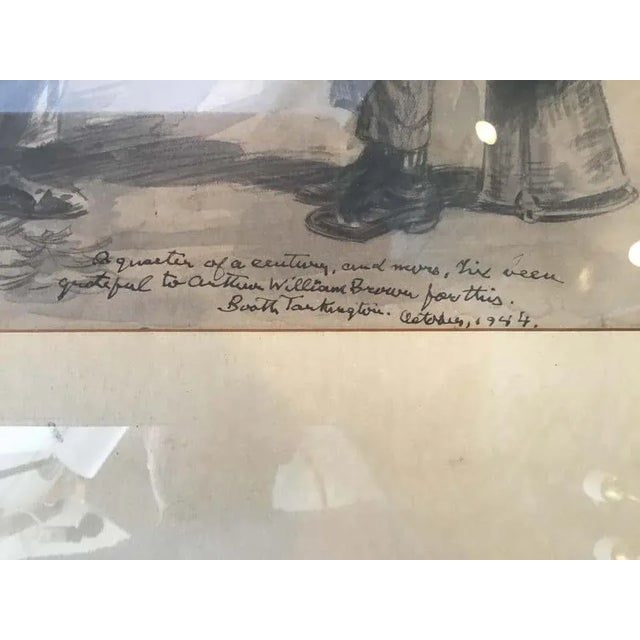 A quarter of a century, and more, I've been
grateful to Arthur William Brown for this.
Booth Tarkington. October, 1944.